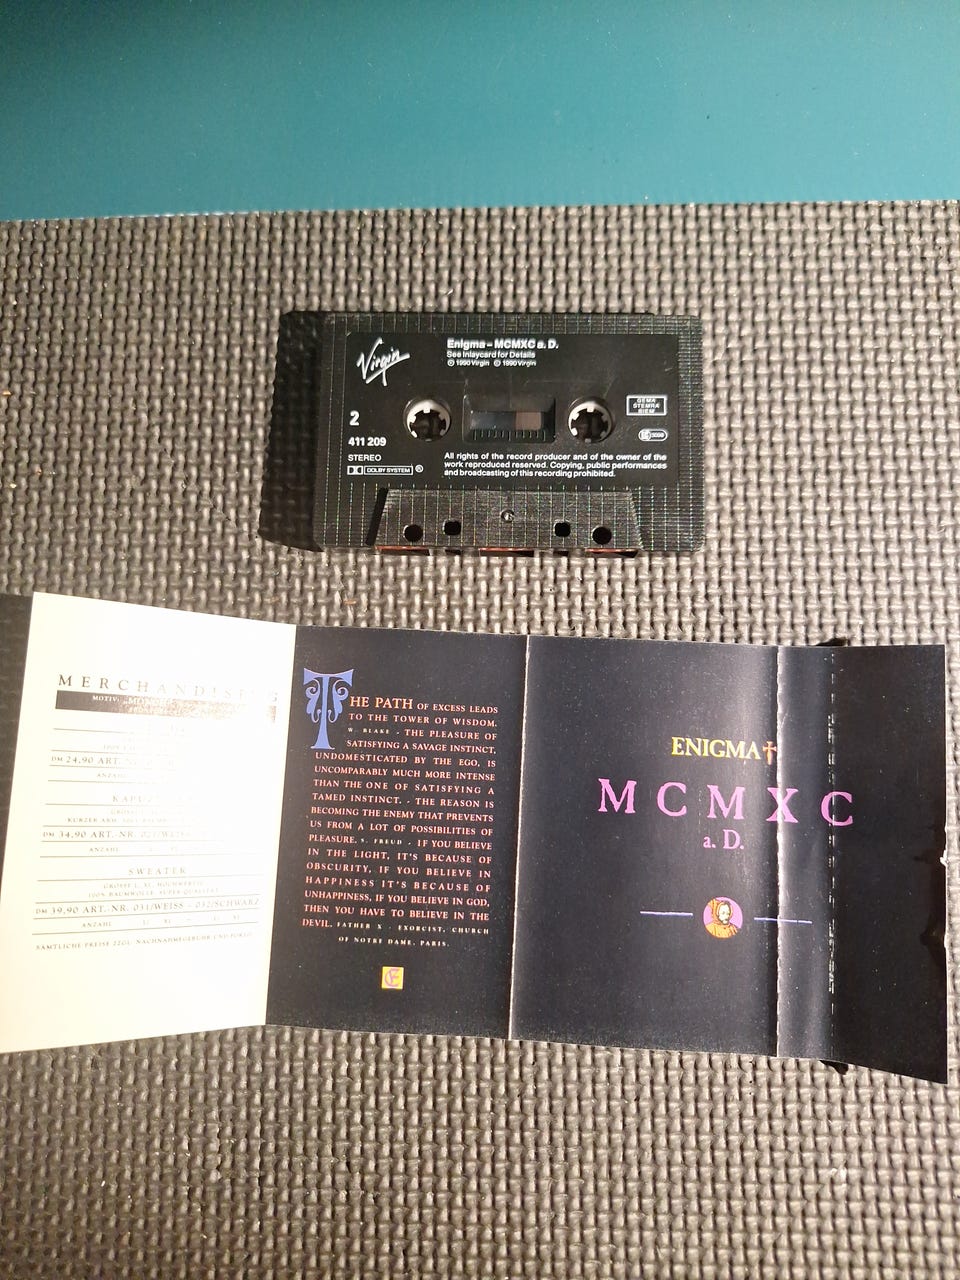 Virgin
Enigma – MCMXC a. D.
See Inlaycard for Details
℗ 1990 Virgin © 1990 Virgin
2
411 209
STEREO
DOLBY SYSTEM ®
GEMA
STEMRA
BIEM
All rights of the record producer and of the owner of the
work reproduced reserved. Copying, public performances
and broadcasting of this recording prohibited.
MERCHANDISING
DM 24,90 ART.
ANZAHL
DM 34,90 ART.-NR.
ANZAHL
SWEATER
100% BAUMWOLLE, SUPER QUALITÄT
DM 39,90 ART.-NR. 031/WEISS - 032/SCHWARZ
ANZAHL
SÄMTLICHE PREISE ZZGL. NACHNAHMEGEBÜHR UND PORTO
THE PATH OF EXCESS LEADS
TO THE TOWER OF WISDOM.
W. BLAKE - THE PLEASURE OF
SATISFYING A SAVAGE INSTINCT,
UNDOMESTICATED BY THE EGO, IS
UNCOMPARABLY MUCH MORE INTENSE
THAN THE ONE OF SATISFYING A
TAMED INSTINCT. - THE REASON IS
BECOMING THE ENEMY THAT PREVENTS
US FROM A LOT OF POSSIBILITIES OF
PLEASURE. S. FREUD - IF YOU BELIEVE
IN THE LIGHT, IT'S BECAUSE OF
OBSCURITY, IF YOU BELIEVE IN
HAPPINESS IT'S BECAUSE OF
UNHAPPINESS, IF YOU BELIEVE IN GOD,
THEN YOU HAVE TO BELIEVE IN THE
DEVIL. FATHER X - EXORCIST, CHURCH
OF NOTRE DAME, PARIS.
ENIGMA
MCMXC
a. D.